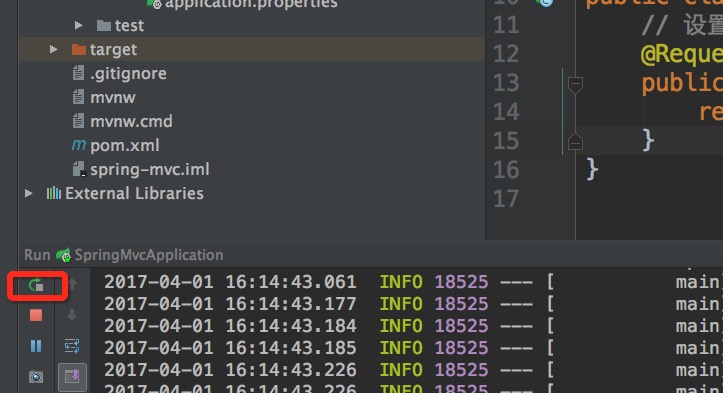 application.properties
test
target
.gitignore
mvnw
mvnw.cmd
pom.xml
spring-mvc.iml
External Libraries
11 // 设置
12 @Reque
13 public
14 re
15 }
16 }
17
Run SpringMvcApplication
2017-04-01 16:14:43.061 INFO 18525 --- [ main]
2017-04-01 16:14:43.177 INFO 18525 --- [ main]
2017-04-01 16:14:43.184 INFO 18525 --- [ main]
2017-04-01 16:14:43.185 INFO 18525 --- [ main]
2017-04-01 16:14:43.226 INFO 18525 --- [ main]
2017-04-01 16:14:43.226 INFO 18525 --- [ main]